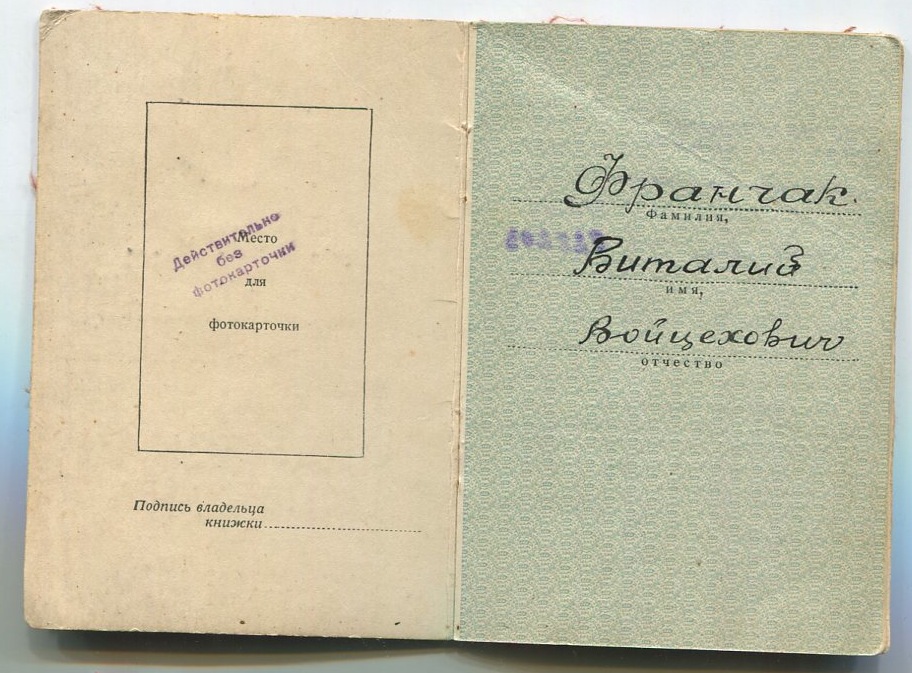 Действительно
без
фотокарточки
Место
для
фотокарточки
Подпись владельца
книжки
Франчак
Фамилия,
Виталий
имя,
Войцехович
отчество